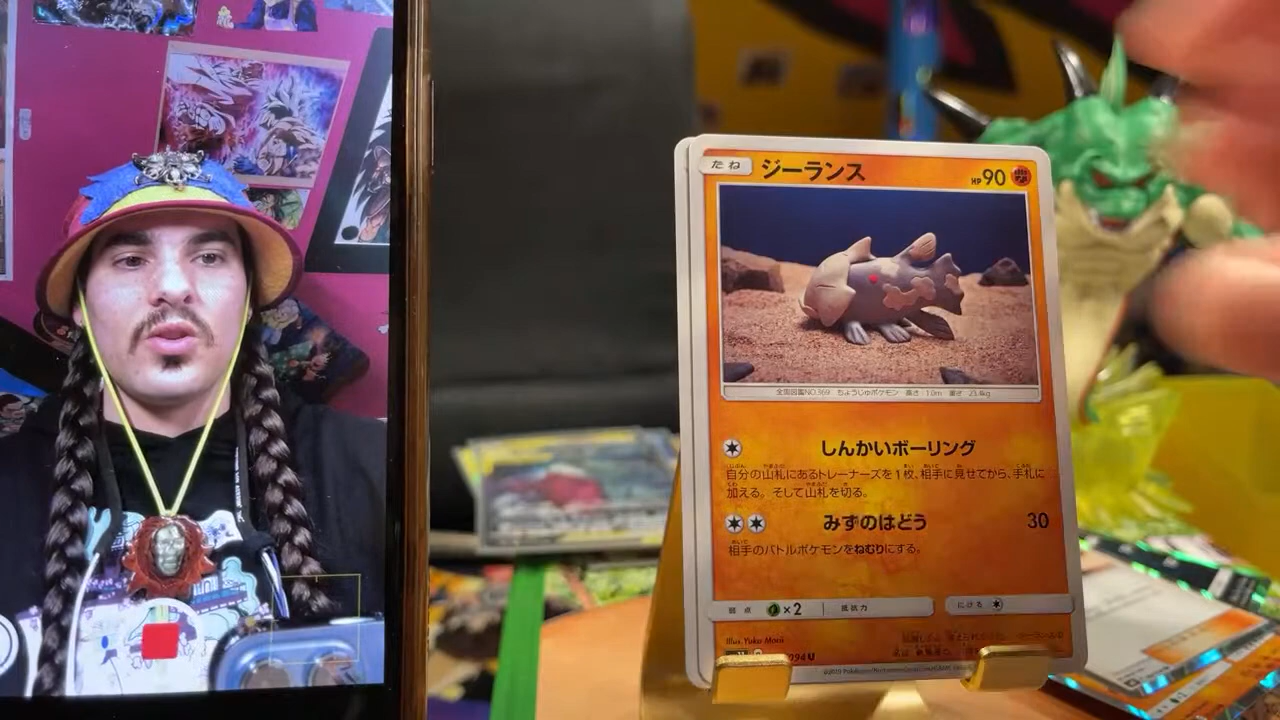 たね ジーランス HP90
全国図鑑NO.369 ちょうじゅポケモン 高さ：1.0m 重さ：23.4kg
しんかいボーリング
自分の山札にあるトレーナーズを1枚、相手に見せてから、手札に
加える。そして山札を切る。
みずのはどう 30
相手のバトルポケモンをねむりにする。
弱点 ×2 抵抗力 にげる
Illus. Yuka Morii
094 U